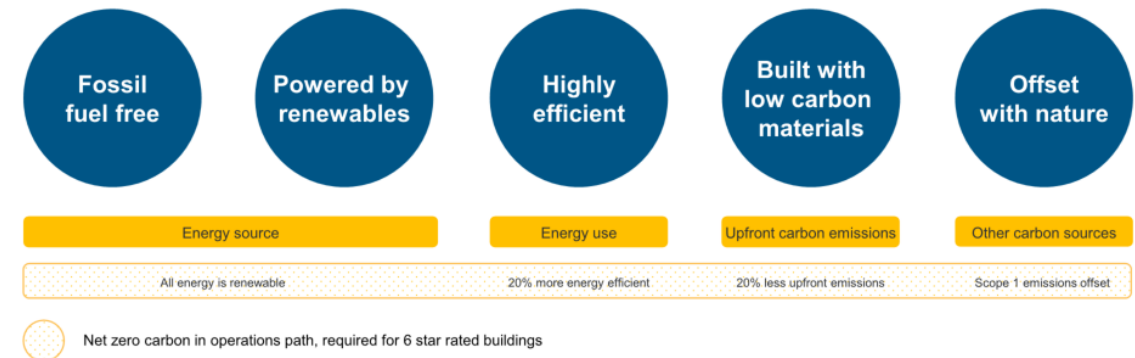 Fossil
fuel free
Powered by
renewables
Highly
efficient
Built with
low carbon
materials
Offset
with nature
Energy source
Energy use
Upfront carbon emissions
Other carbon sources
All energy is renewable
20% more energy efficient
20% less upfront emissions
Scope 1 emissions offset
Net zero carbon in operations path, required for 6 star rated buildings